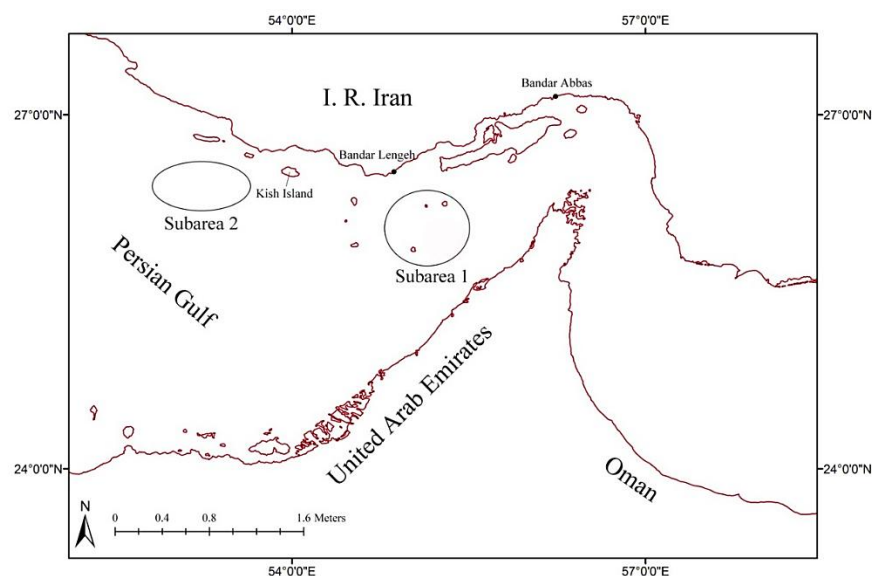 54°0'0"E
57°0'0"E
Bandar Abbas
I. R. Iran
27°0'0"N
27°0'0"N
Bandar Lengeh
Kish Island
Subarea 2
Subarea 1
Persian Gulf
United Arab Emirates
Oman
24°0'0"N
24°0'0"N
N
0 0.4 0.8 1.6 Meters
54°0'0"E
57°0'0"E